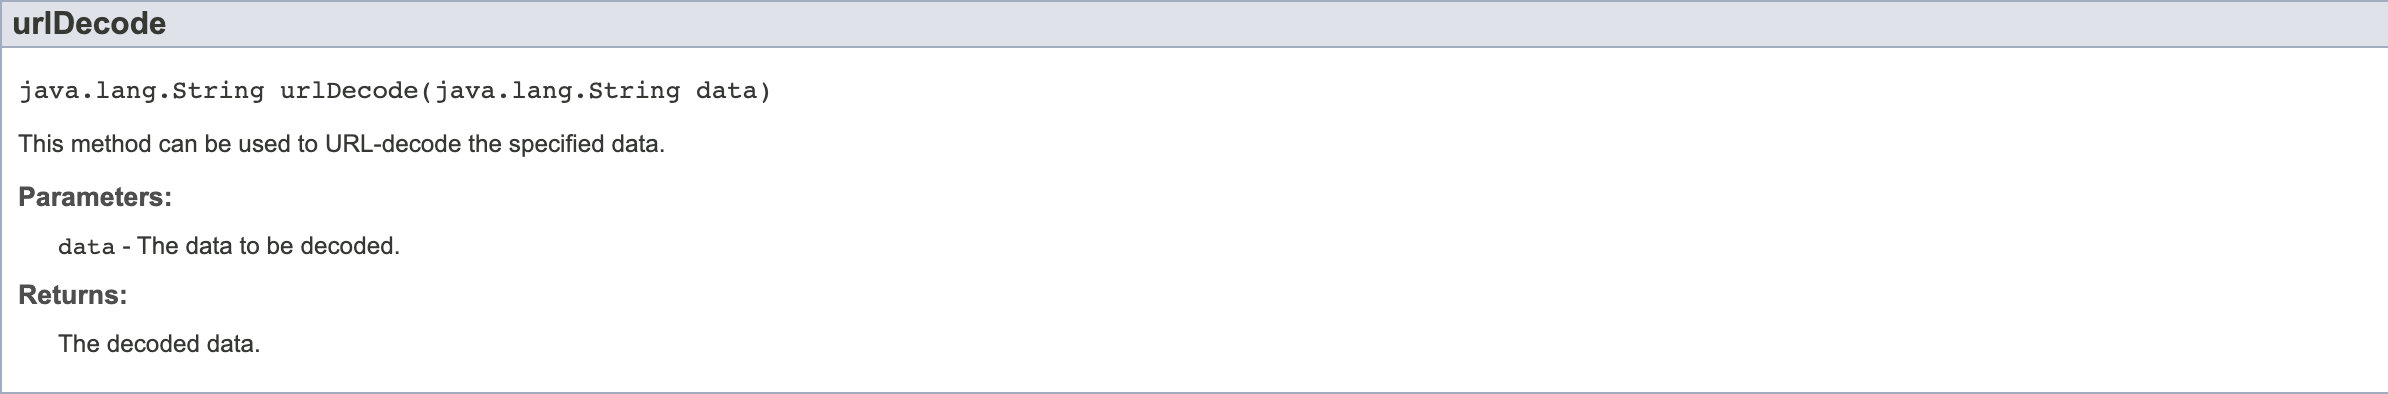 urlDecode
java.lang.String urlDecode(java.lang.String data)
This method can be used to URL-decode the specified data.
Parameters:
data - The data to be decoded.
Returns:
The decoded data.